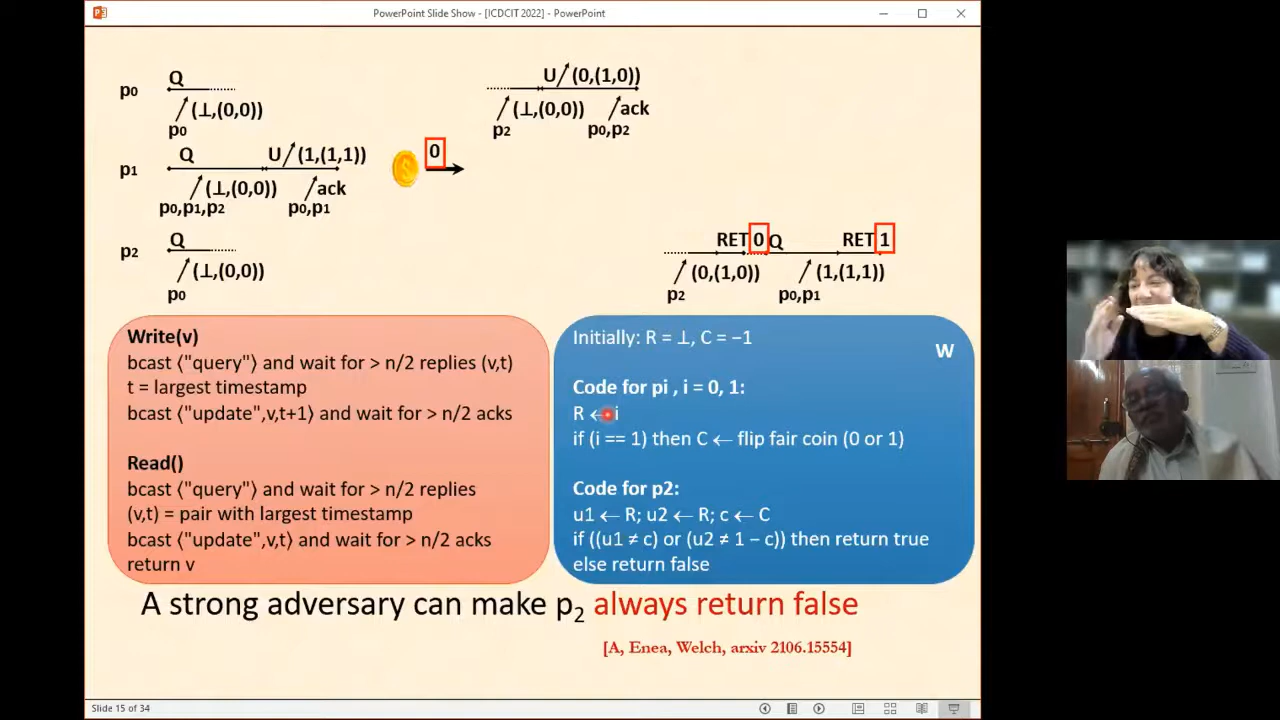 PowerPoint Slide Show - [ICDCIT 2022] - PowerPoint
p0 Q U (0,(1,0))
(⊥,(0,0)) (⊥,(0,0)) ack
p0 p2 p0,p2
p1 Q U (1,(1,1)) $ 0
(⊥,(0,0)) ack
p0,p1,p2 p0,p1
p2 Q RET 0 Q RET 1
(⊥,(0,0)) (0,(1,0)) (1,(1,1))
p0 p2 p0,p1
Write(v)
bcast ⟨"query"⟩ and wait for > n/2 replies (v,t)
t = largest timestamp
bcast ⟨"update",v,t+1⟩ and wait for > n/2 acks
Read()
bcast ⟨"query"⟩ and wait for > n/2 replies
(v,t) = pair with largest timestamp
bcast ⟨"update",v,t⟩ and wait for > n/2 acks
return v
Initially: R = ⊥, C = −1
W
Code for pi , i = 0, 1:
R ← i
if (i == 1) then C ← flip fair coin (0 or 1)
Code for p2:
u1 ← R; u2 ← R; c ← C
if ((u1 ≠ c) or (u2 ≠ 1 − c)) then return true
else return false
A strong adversary can make p2 always return false
[A, Enea, Welch, arxiv 2106.15554]
Slide 15 of 34